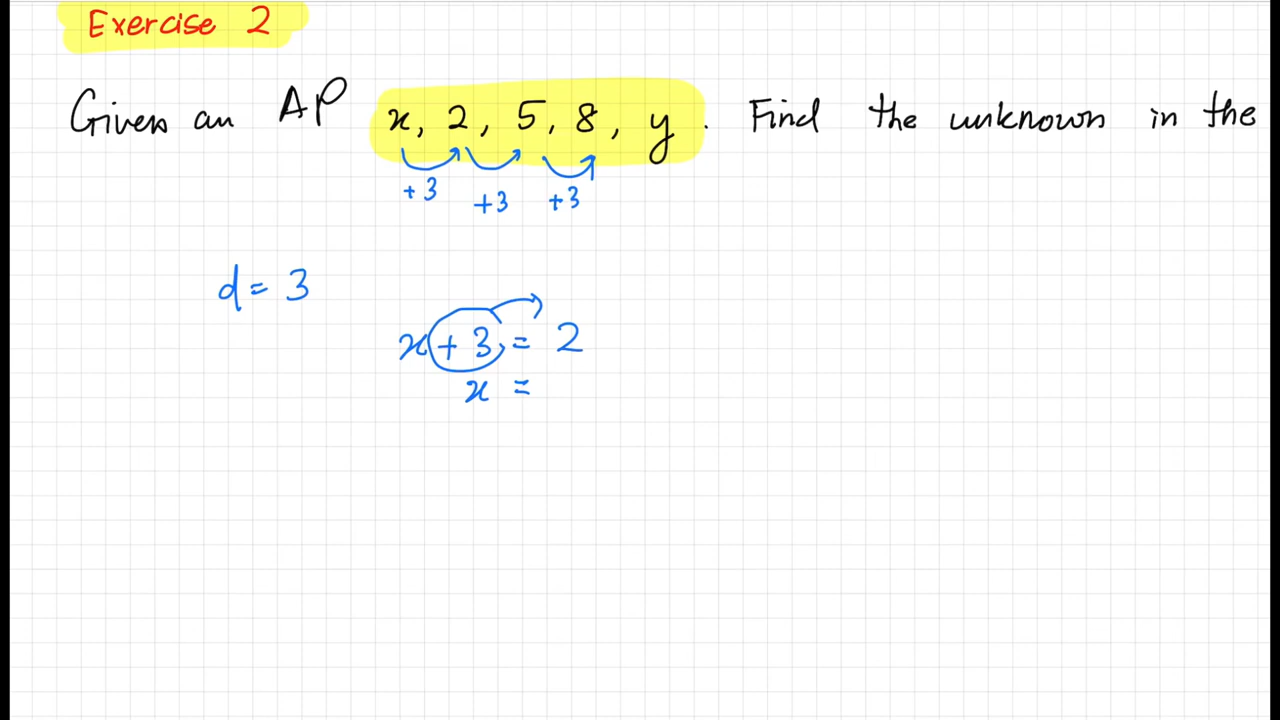 Exercise 2
Given an AP x, 2, 5, 8, y. Find the unknown in the
+3 +3 +3
d = 3
x + 3 = 2
x =